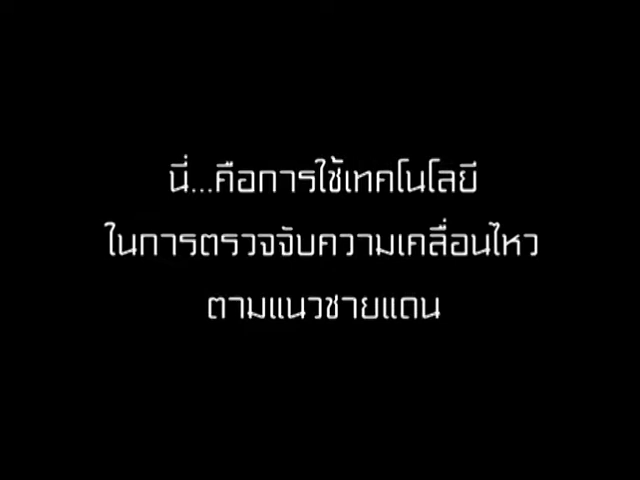 นี่...คือการใช้เทคโนโลยี
ในการตรวจจับความเคลื่อนไหว
ตามแนวชายแดน